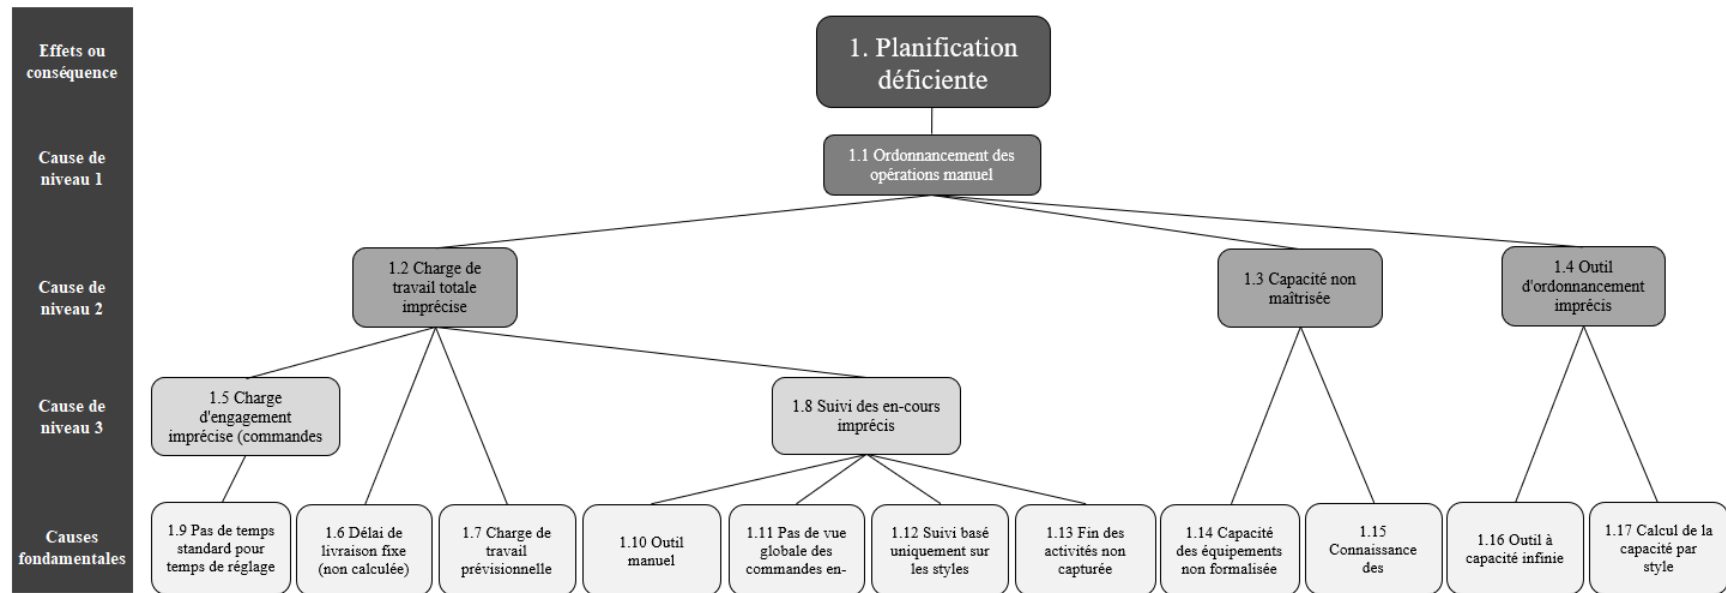 Effets ou
conséquence
1. Planification
déficiente
Cause de
niveau 1
1.1 Ordonnancement des
opérations manuel
Cause de
niveau 2
1.2 Charge de
travail totale
imprécise
1.3 Capacité non
maîtrisée
1.4 Outil
d'ordonnancement
imprécis
Cause de
niveau 3
1.5 Charge
d'engagement
imprécise (commandes
1.8 Suivi des en-cours
imprécis
Causes
fondamentales
1.9 Pas de temps
standard pour
temps de réglage
1.6 Délai de
livraison fixe
(non calculée)
1.7 Charge de
travail
prévisionnelle
1.10 Outil
manuel
1.11 Pas de vue
globale des
commandes en-
1.12 Suivi basé
uniquement sur
les styles
1.13 Fin des
activités non
capturée
1.14 Capacité
des équipements
non formalisée
1.15
Connaissance
des
1.16 Outil à
capacité infinie
1.17 Calcul de la
capacité par
style